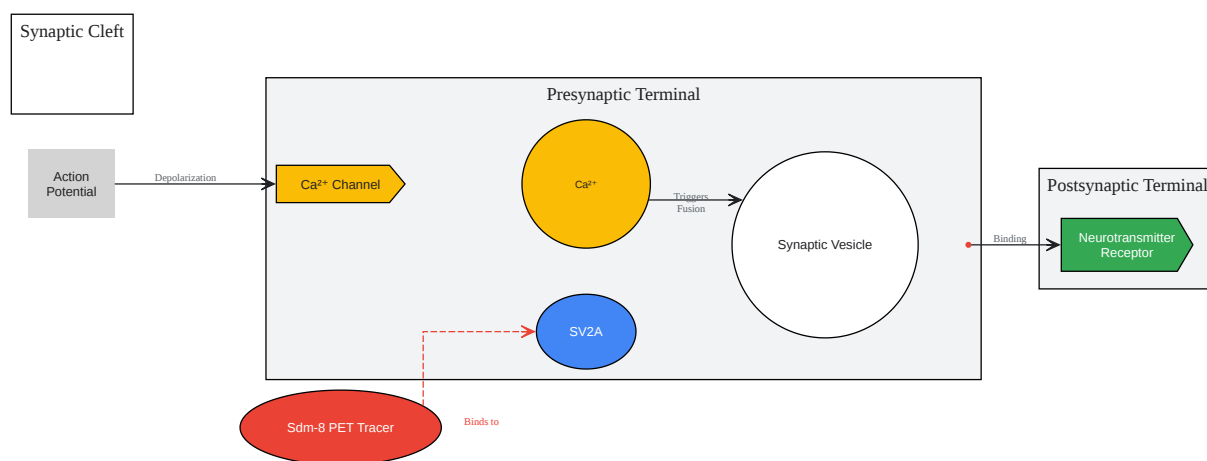 Synaptic Cleft
Presynaptic Terminal
Action
Potential
Depolarization
Ca²⁺ Channel
Ca²⁺
Triggers
Fusion
Synaptic Vesicle
Binding
Postsynaptic Terminal
Neurotransmitter
Receptor
SV2A
Sdm-8 PET Tracer
Binds to